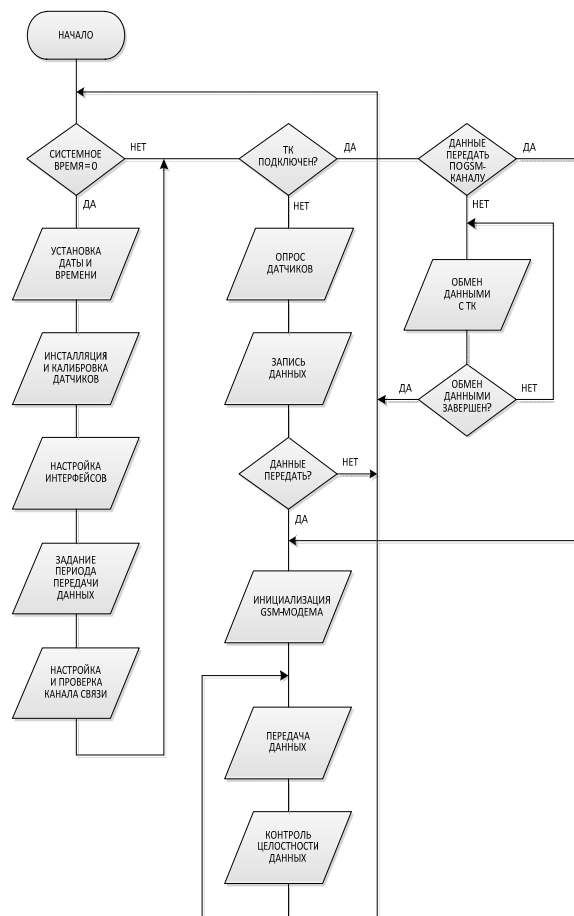 НАЧАЛО
СИСТЕМНОЕ
ВРЕМЯ=0
НЕТ
ДА
ТК
ПОДКЛЮЧЕН?
ДА
НЕТ
ДАННЫЕ
ПЕРЕДАТЬ
ПО GSM-
КАНАЛУ
ДА
НЕТ
УСТАНОВКА
ДАТЫ И
ВРЕМЕНИ
ОПРОС
ДАТЧИКОВ
ОБМЕН
ДАННЫМИ
С ТК
ИНСТАЛЛЯЦИЯ
И КАЛИБРОВКА
ДАТЧИКОВ
ЗАПИСЬ
ДАННЫХ
ОБМЕН
ДАННЫМИ
ЗАВЕРШЕН?
ДА
НЕТ
НАСТРОЙКА
ИНТЕРФЕЙСОВ
ДАННЫЕ
ПЕРЕДАТЬ?
НЕТ
ДА
ЗАДАНИЕ
ПЕРИОДА
ПЕРЕДАЧИ
ДАННЫХ
ИНИЦИАЛИЗАЦИЯ
GSM-МОДЕМА
НАСТРОЙКА
И ПРОВЕРКА
КАНАЛА СВЯЗИ
ПЕРЕДАЧА
ДАННЫХ
КОНТРОЛЬ
ЦЕЛОСТНОСТИ
ДАННЫХ